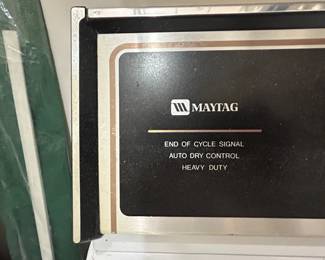 MAYTAG
END OF CYCLE SIGNAL
AUTO DRY CONTROL
HEAVY DUTY